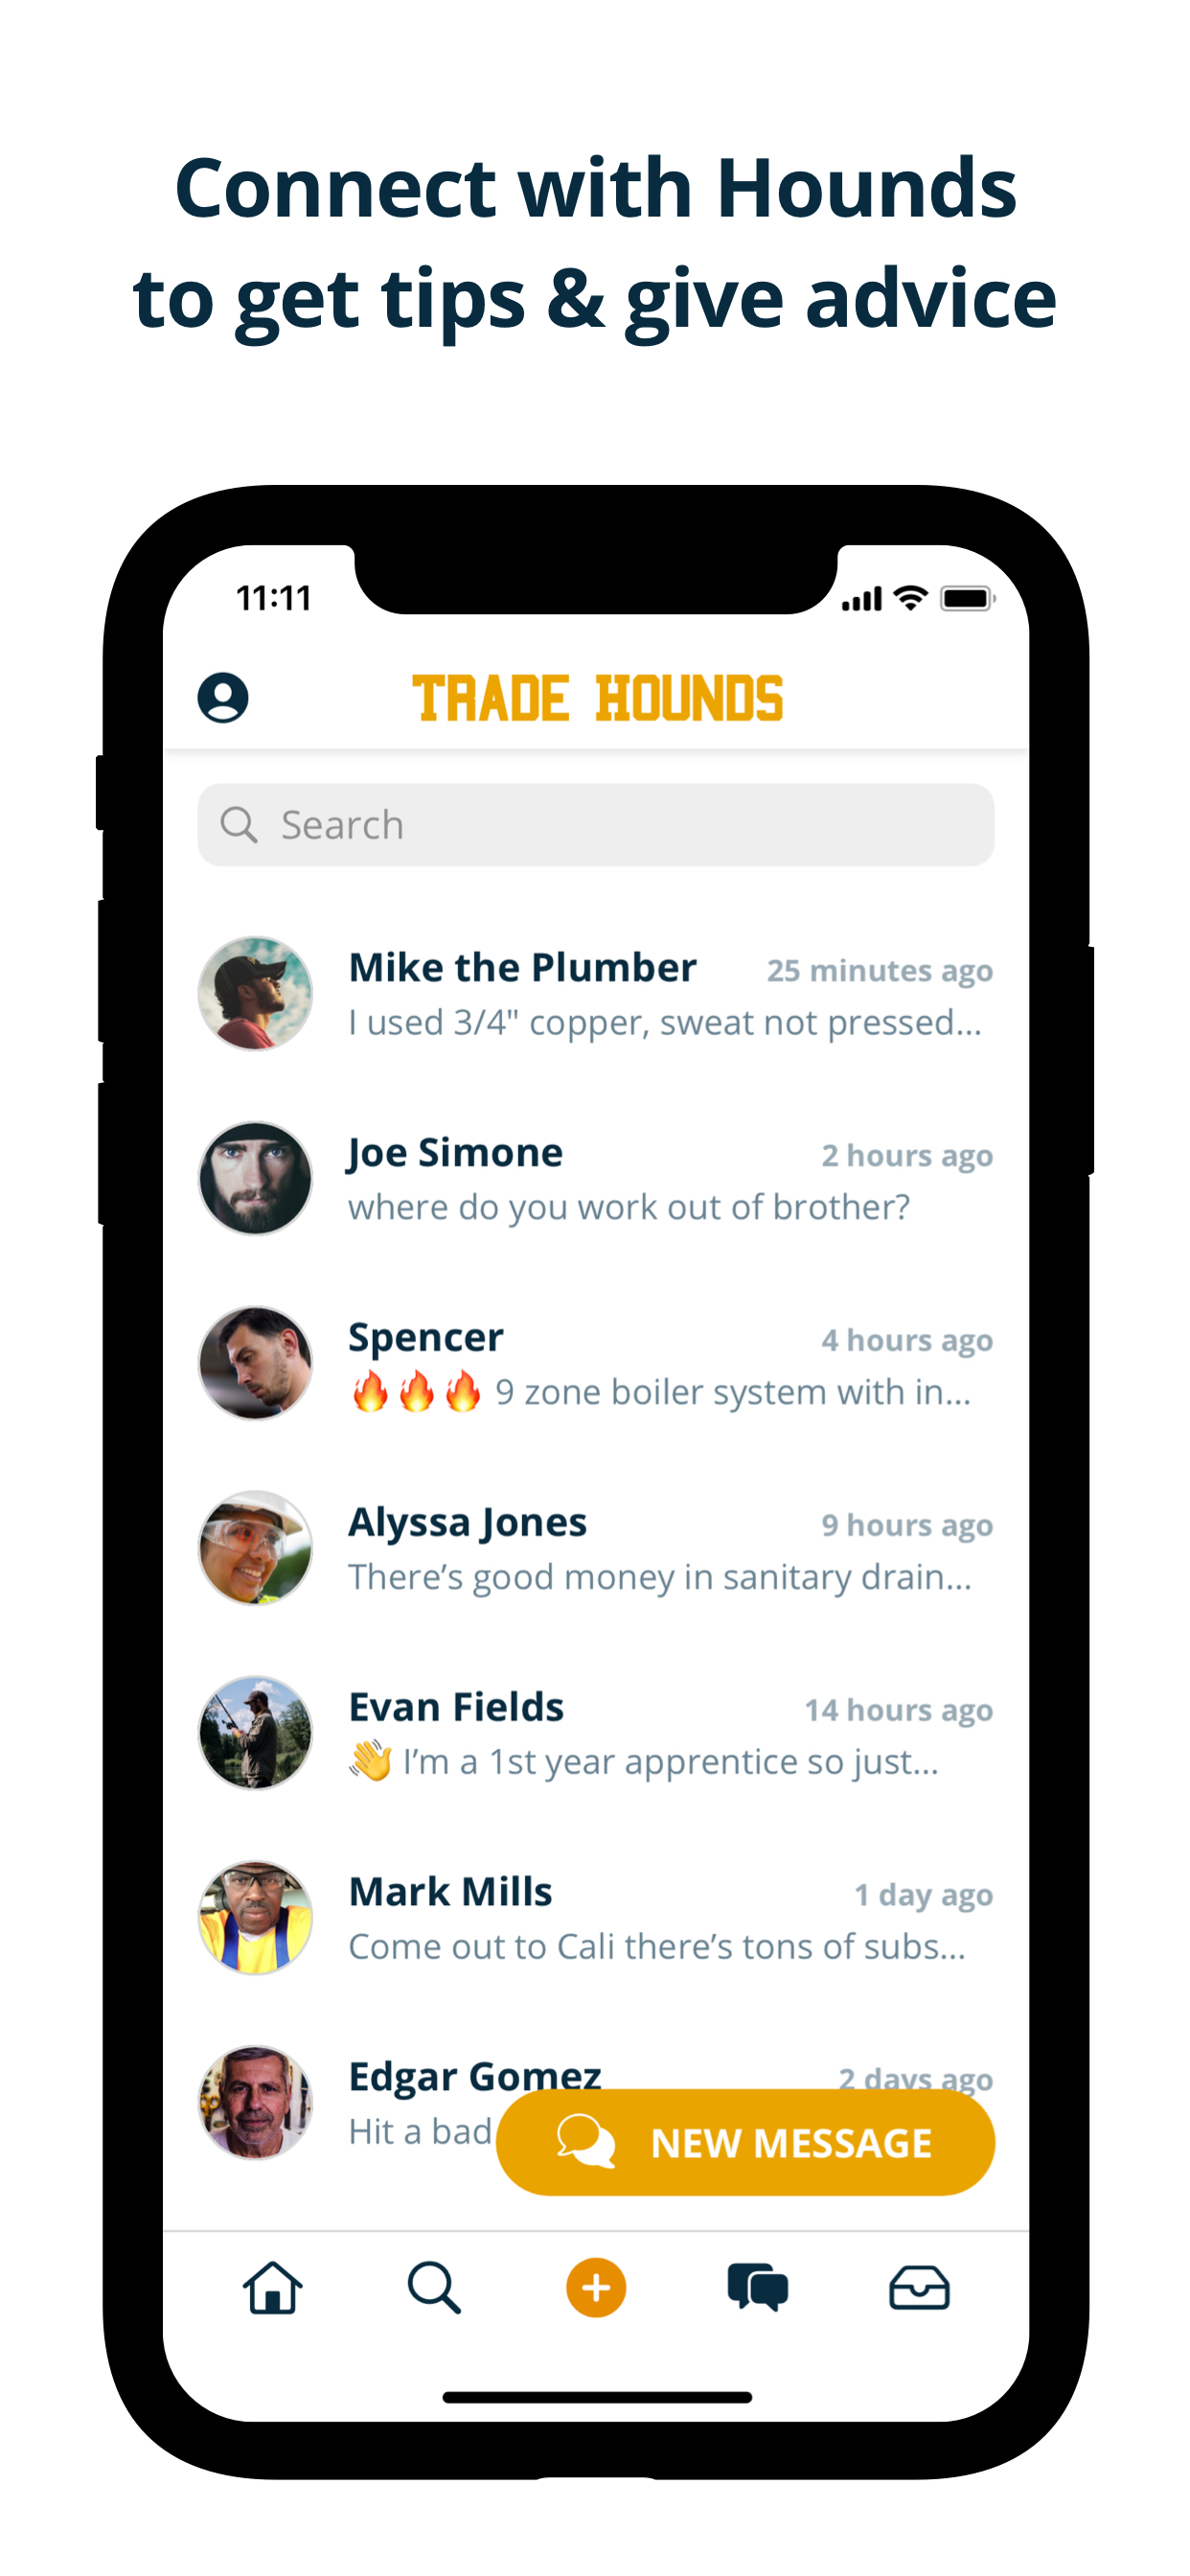 Connect with Hounds
to get tips & give advice
11:11
TRADE HOUNDS
Search
Mike the Plumber 25 minutes ago
I used 3/4" copper, sweat not pressed...
Joe Simone 2 hours ago
where do you work out of brother?
Spencer 4 hours ago
🔥🔥🔥 9 zone boiler system with in...
Alyssa Jones 9 hours ago
There’s good money in sanitary drain...
Evan Fields 14 hours ago
👋 I’m a 1st year apprentice so just...
Mark Mills 1 day ago
Come out to Cali there’s tons of subs...
Edgar Gomez 2 days ago
Hit a bad
NEW MESSAGE